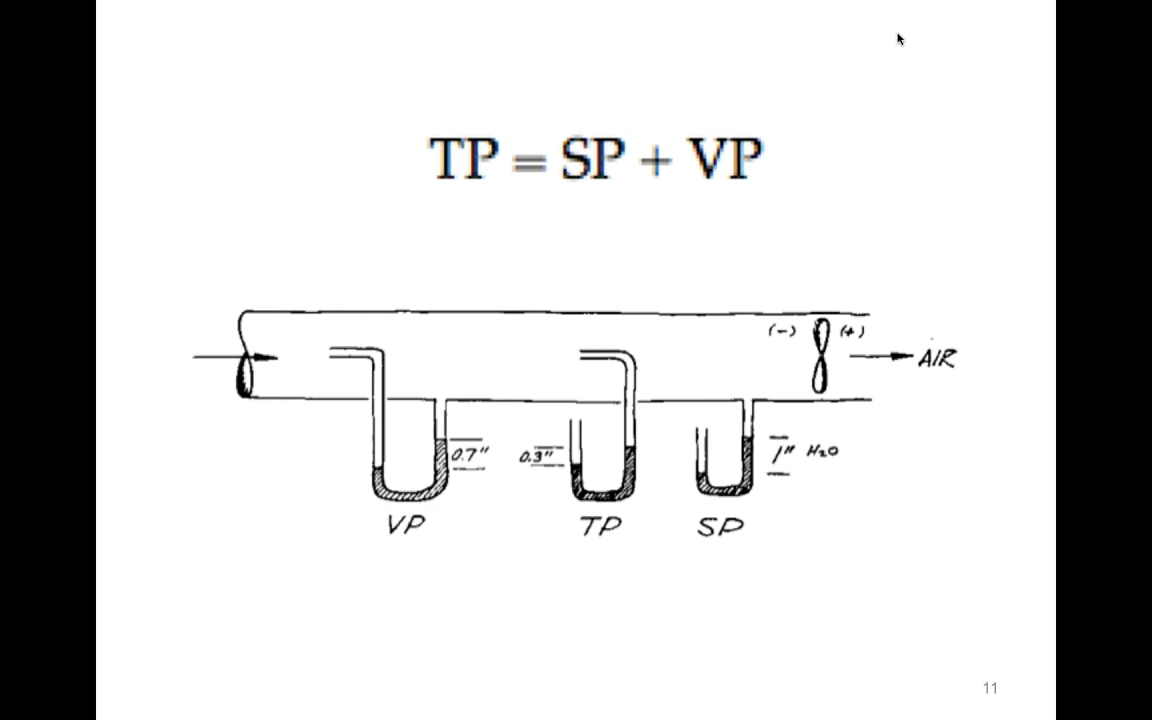 TP = SP + VP
(-) (+)
AIR
0.7"
0.3"
1" H2O
VP
TP
SP
11